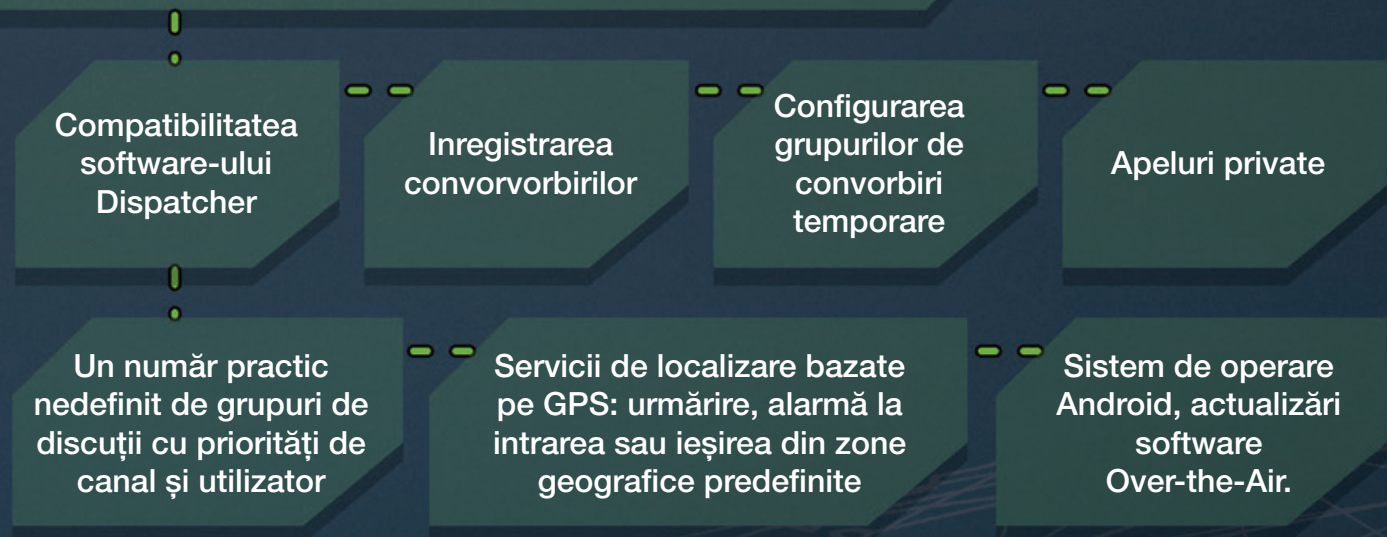 Compatibilitatea
software-ului
Dispatcher
Inregistrarea
convorvorbirilor
Configurarea
grupurilor de
convorbiri
temporare
Apeluri private
Un număr practic
nedefinit de grupuri de
discuții cu priorități de
canal și utilizator
Servicii de localizare bazate
pe GPS: urmărire, alarmă la
intrarea sau ieșirea din zone
geografice predefinite
Sistem de operare
Android, actualizări
software
Over-the-Air.